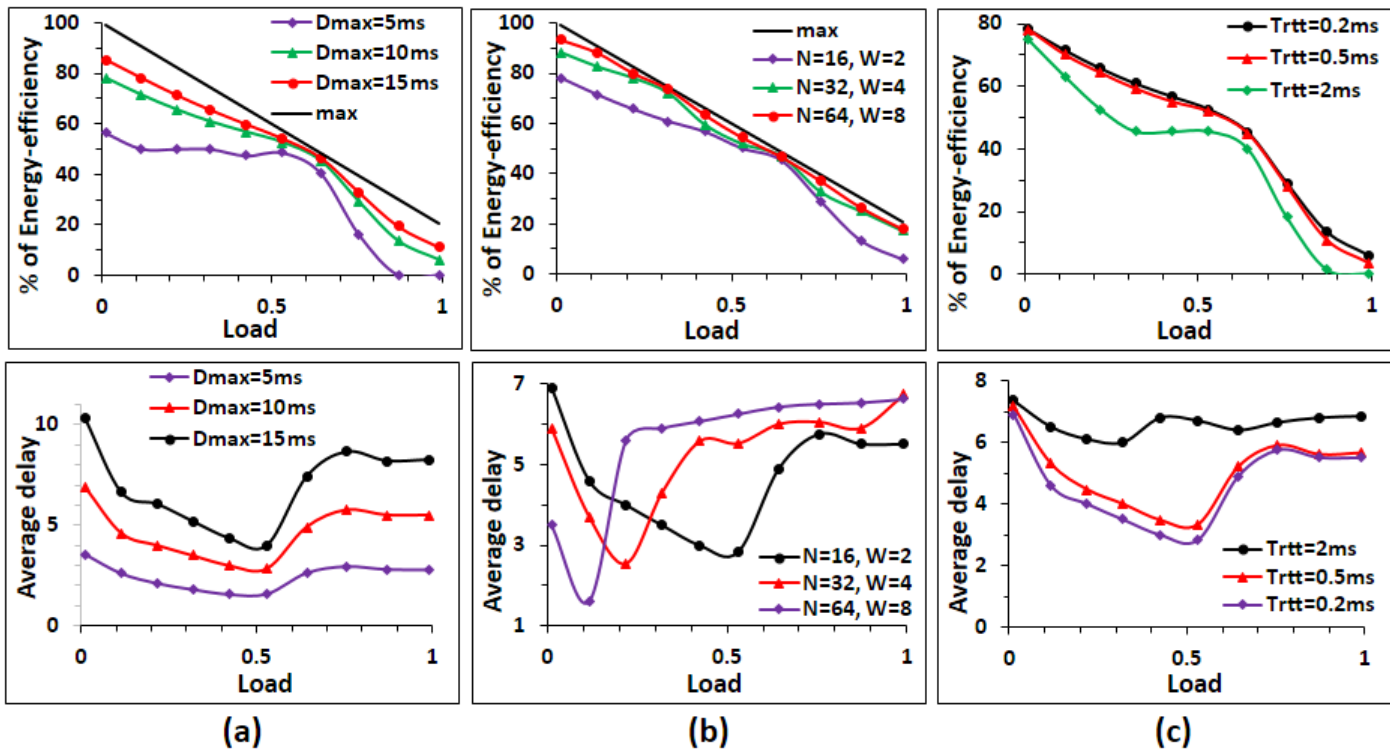 % of Energy-efficiency
100
80
60
40
20
0
Dmax=5ms
Dmax=10ms
Dmax=15ms
max
0
0.5
1
Load
% of Energy-efficiency
100
80
60
40
20
0
max
N=16, W=2
N=32, W=4
N=64, W=8
0
0.5
1
Load
% of Energy-efficiency
80
60
40
20
0
Trtt=0.2ms
Trtt=0.5ms
Trtt=2ms
0
0.5
1
Load
Average delay
10
5
0
Dmax=5ms
Dmax=10ms
Dmax=15ms
0
0.5
1
Load
Average delay
7
5
3
1
N=16, W=2
N=32, W=4
N=64, W=8
0
0.5
1
Load
Average delay
8
6
4
2
0
Trtt=2ms
Trtt=0.5ms
Trtt=0.2ms
0
0.5
1
Load
(a)
(b)
(c)